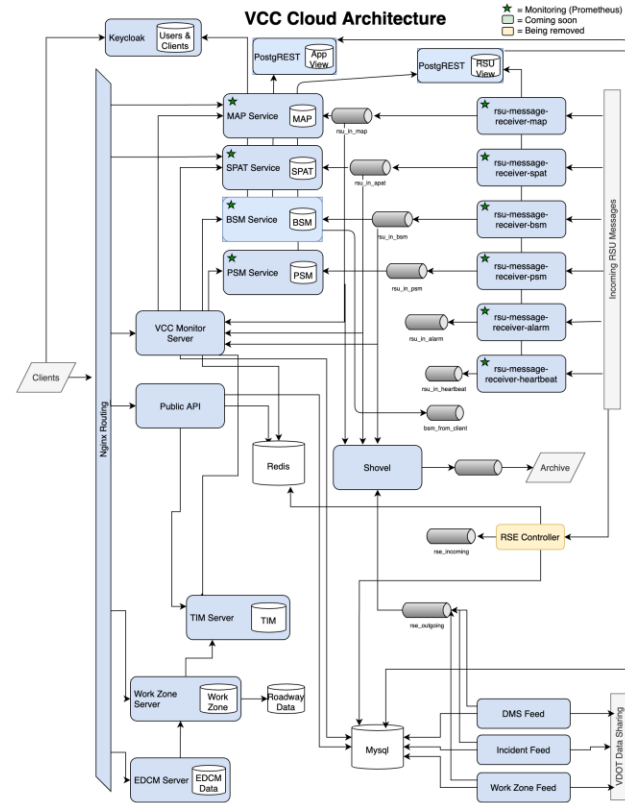 VCC Cloud Architecture
= Monitoring (Prometheus)
= Coming soon
= Being removed
Keycloak
Users &
Clients
PostgREST
App
View
PostgREST
RSU
View
MAP Service
MAP
rsu_in_map
rsu-message-
receiver-map
SPAT Service
SPAT
rsu_in_spat
rsu-message-
receiver-spat
BSM Service
BSM
rsu_in_bsm
rsu-message-
receiver-bsm
PSM Service
PSM
rsu_in_psm
rsu-message-
receiver-psm
Incoming RSU Messages
VCC Monitor
Server
rsu_in_alarm
rsu-message-
receiver-alarm
Clients
Nginx Routing
rsu_in_heartbeat
rsu-message-
receiver-heartbeat
Public API
bsm_from_client
Redis
Shovel
Archive
rse_incoming
RSE Controller
TIM Server
TIM
rse_outgoing
Work Zone
Server
Work
Zone
Roadway
Data
Mysql
DMS Feed
Incident Feed
Work Zone Feed
VDOT Data Sharing
EDCM Server
EDCM
Data